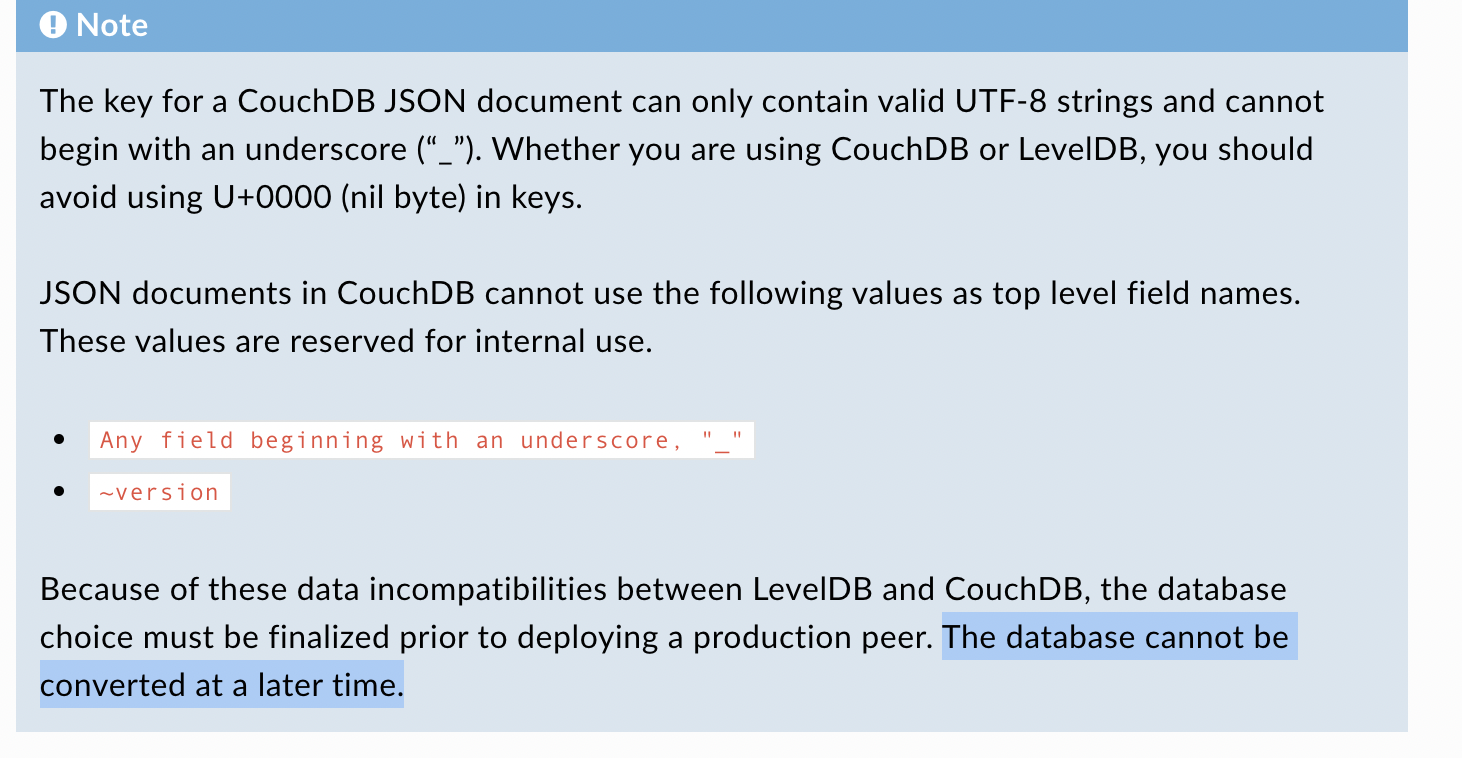 Note
The key for a CouchDB JSON document can only contain valid UTF-8 strings and cannot
begin with an underscore (“_”). Whether you are using CouchDB or LevelDB, you should
avoid using U+0000 (nil byte) in keys.
JSON documents in CouchDB cannot use the following values as top level field names.
These values are reserved for internal use.
• Any field beginning with an underscore, "_"
• ~version
Because of these data incompatibilities between LevelDB and CouchDB, the database
choice must be finalized prior to deploying a production peer. The database cannot be
converted at a later time.